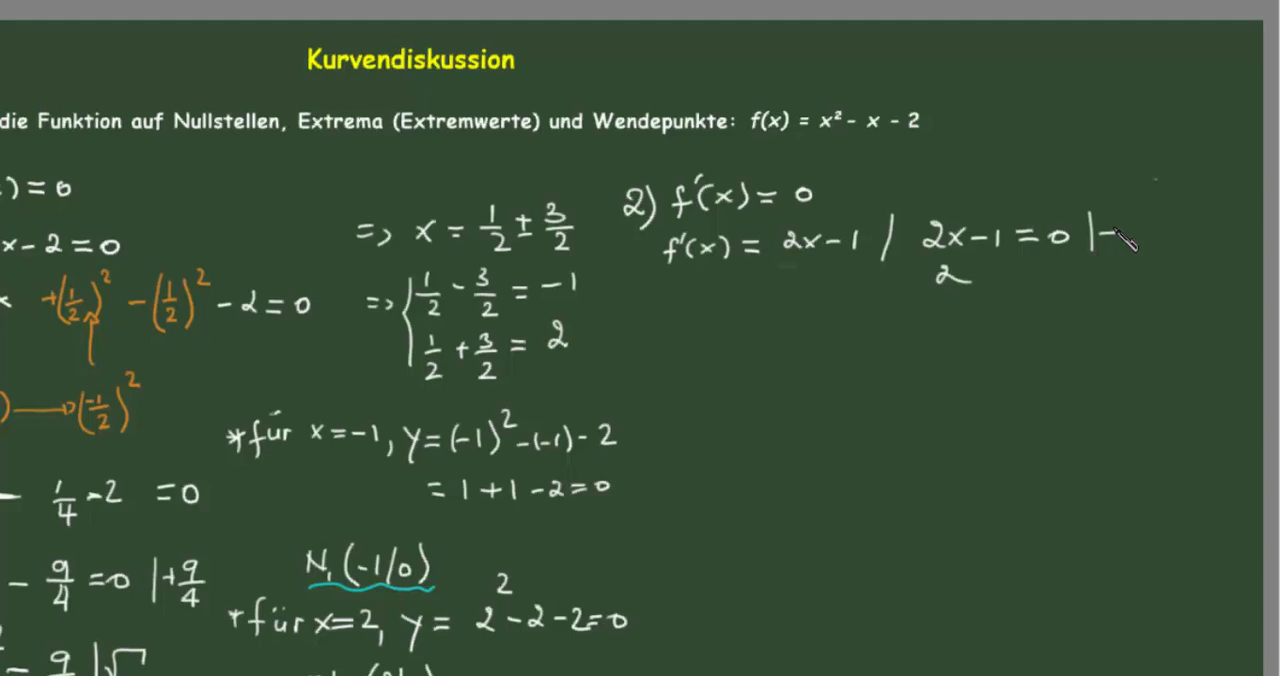 Kurvendiskussion
die Funktion auf Nullstellen, Extrema (Extremwerte) und Wendepunkte: f(x) = x² - x - 2
) = 0
x - 2 = 0
+(1/2)² - (1/2)² - 2 = 0
) → (-1/2)²
- 1/4 - 2 = 0
- 9/4 = 0 | + 9/4
- 9 | √
=> x = 1/2 ± 3/2
=> { 1/2 - 3/2 = -1
1/2 + 3/2 = 2
* für x = -1, y = (-1)² - (-1) - 2
= 1 + 1 - 2 = 0
N₁ (-1/0)
* für x = 2, y = 2² - 2 - 2 = 0
2) f'(x) = 0
f'(x) = 2x - 1 / 2x - 1 = 0 | -
2